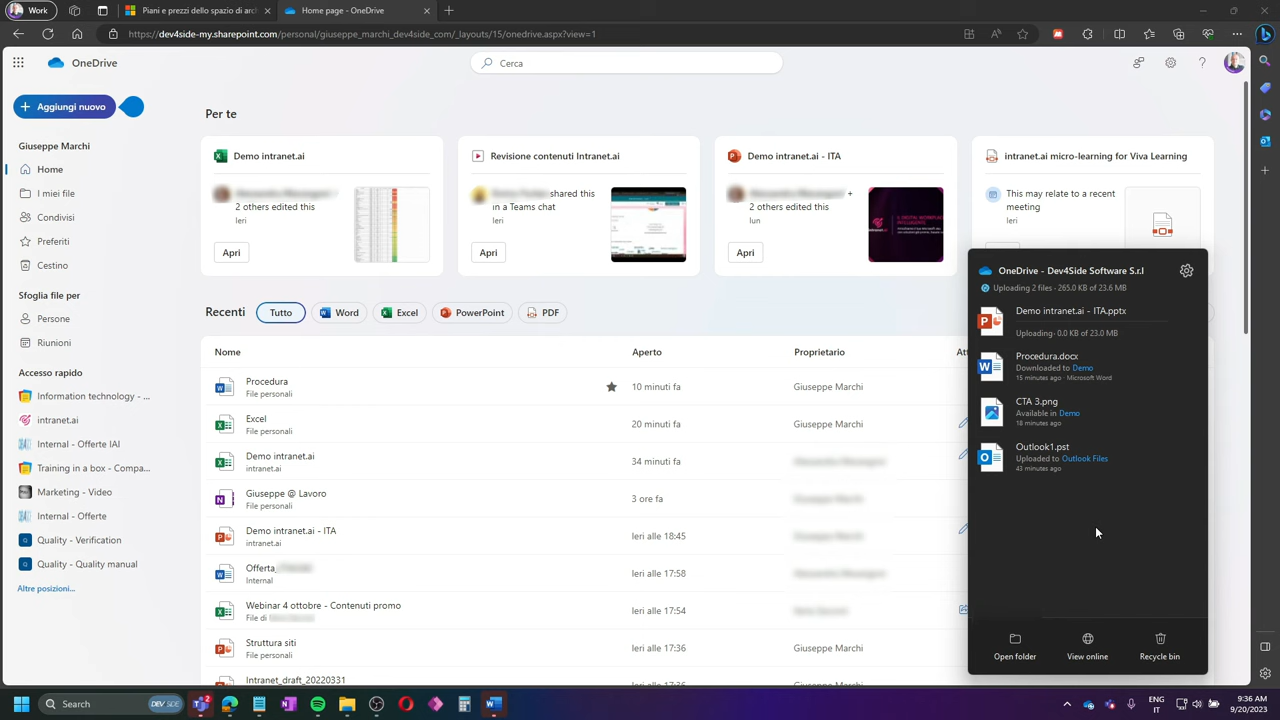 Work
Piani e prezzi dello spazio di arc
Home page - OneDrive
https://dev4side-my.sharepoint.com/personal/giuseppe_marchi_dev4side_com/_layouts/15/onedrive.aspx?view=1
OneDrive
Cerca
Aggiungi nuovo
Giuseppe Marchi
Home
I miei file
Condivisi
Preferiti
Cestino
Sfoglia file per
Persone
Riunioni
Accesso rapido
Information technology - ...
intranet.ai
Internal - Offerte IAI
Training in a box - Compa...
Marketing - Video
Internal - Offerte
Quality - Verification
Quality - Quality manual
Altre posizioni...
Per te
Demo intranet.ai
2 others edited this
Ieri
Apri
Revisione contenuti Intranet.ai
shared this
in a Teams chat
Ieri
Apri
Demo intranet.ai - ITA
+
2 others edited this
lun
Apri
intranet.ai micro-learning for Viva Learning
This may relate to a recent
meeting
Ieri
Recenti
Tutto
Word
Excel
PowerPoint
PDF
Nome
Aperto
Proprietario
Att
Procedura
File personali
10 minuti fa
Giuseppe Marchi
Excel
File personali
20 minuti fa
Giuseppe Marchi
Demo intranet.ai
intranet.ai
34 minuti fa
Giuseppe @ Lavoro
File personali
3 ore fa
Demo intranet.ai - ITA
intranet.ai
Ieri alle 18:45
Offerta_
Internal
Ieri alle 17:58
Webinar 4 ottobre - Contenuti promo
File di
Ieri alle 17:54
Struttura siti
File personali
Ieri alle 17:36
Giuseppe Marchi
Intranet_draft_20220331
OneDrive - Dev4Side Software S.r.l
Uploading 2 files - 265.0 KB of 23.6 MB
Demo intranet.ai - ITA.pptx
Uploading· 0.0 KB of 23.0 MB
Procedura.docx
Downloaded to Demo
15 minutes ago · Microsoft Word
CTA 3.png
Available in Demo
18 minutes ago
Outlook1.pst
Uploaded to Outlook Files
43 minutes ago
Open folder
View online
Recycle bin
Search
DEV SIDE
2
ENG
IT
9:36 AM
9/20/2023